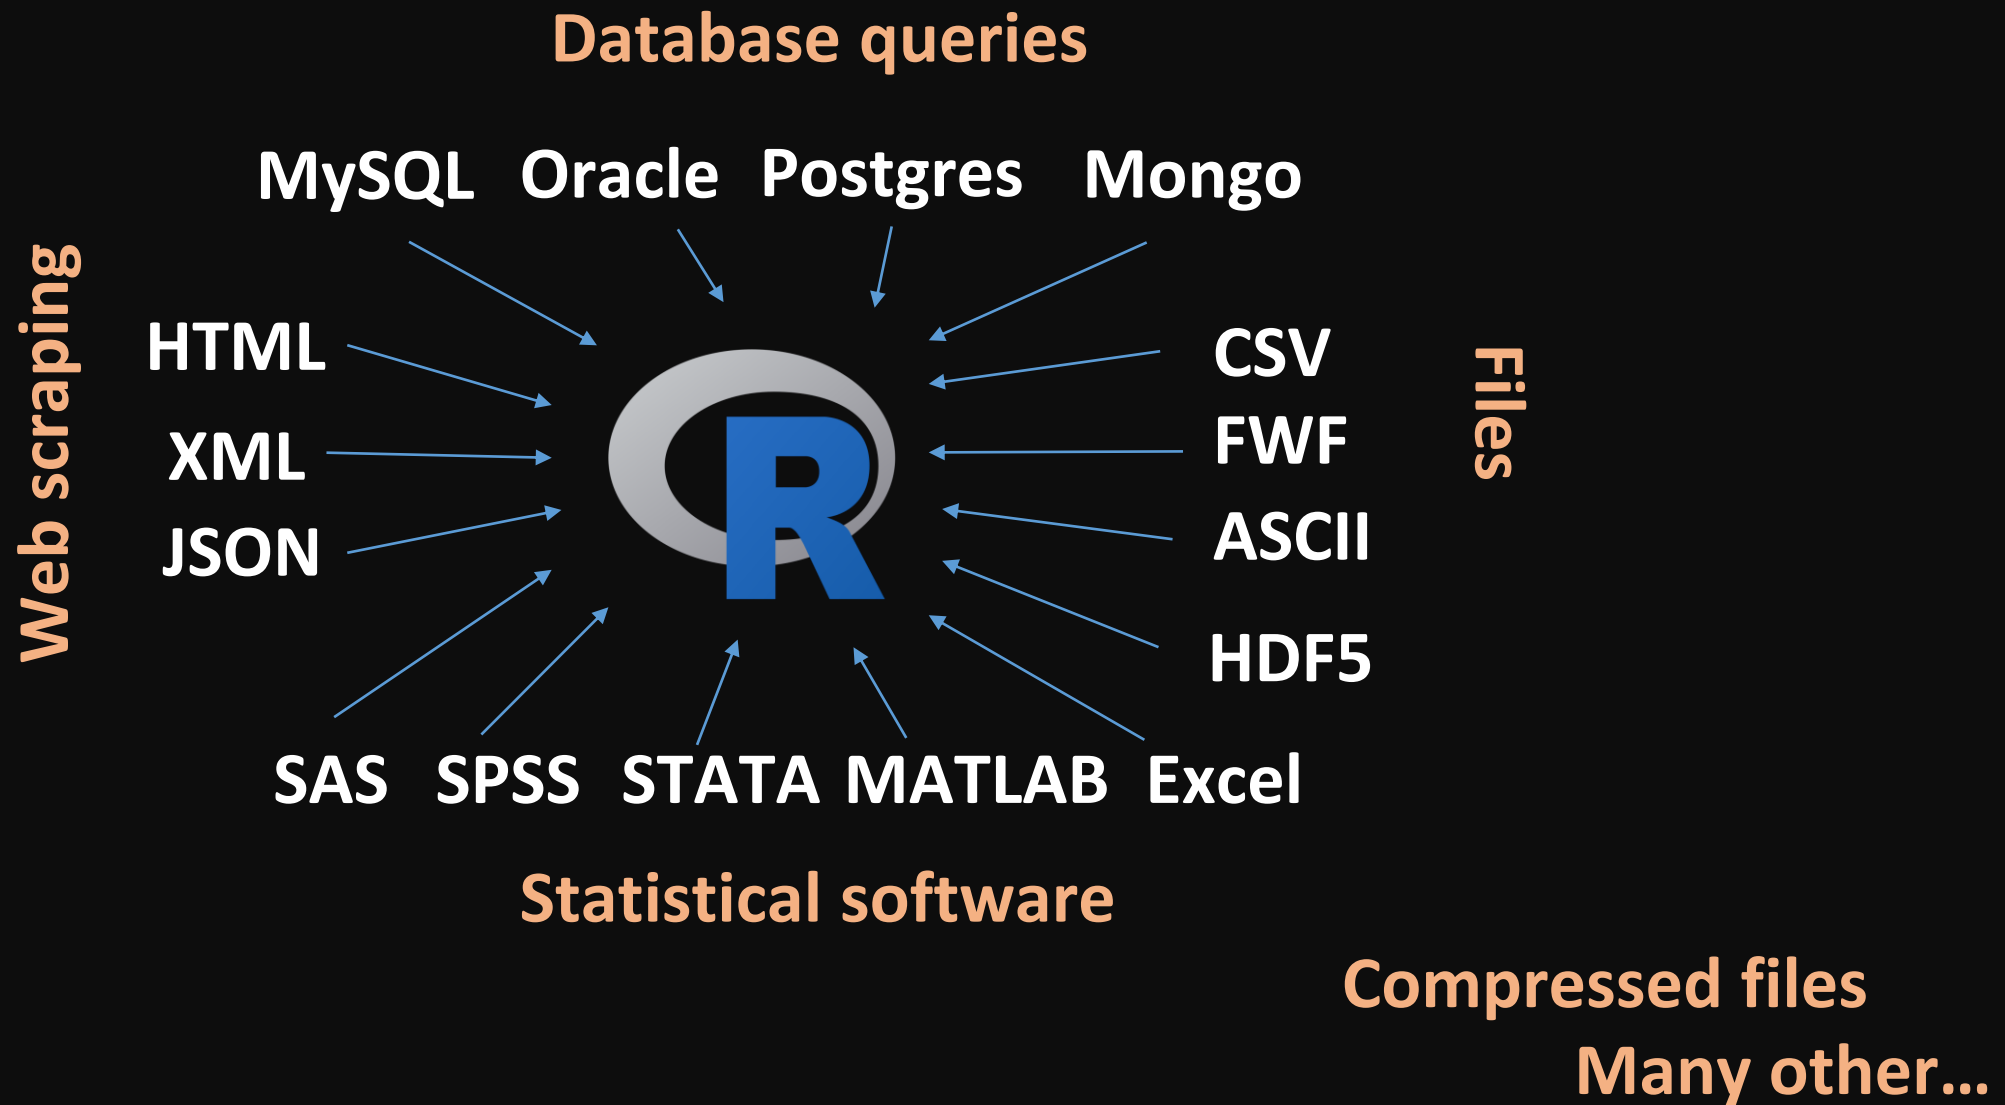 Database queries
MySQL Oracle Postgres Mongo
Web scraping
HTML
XML
JSON
R
CSV
FWF
ASCII
HDF5
Files
SAS SPSS STATA MATLAB Excel
Statistical software
Compressed files
Many other...